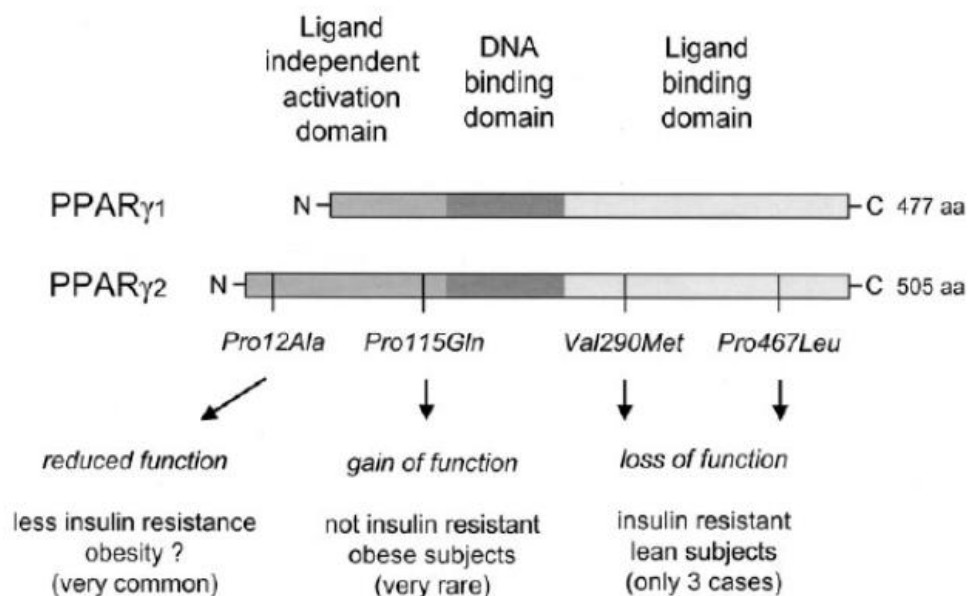 Ligand
independent
activation
domain
DNA
binding
domain
Ligand
binding
domain
PPARγ1 N C 477 aa
PPARγ2 N C 505 aa
Pro12Ala Pro115Gln Val290Met Pro467Leu
reduced function
gain of function
loss of function
less insulin resistance
obesity ?
(very common)
not insulin resistant
obese subjects
(very rare)
insulin resistant
lean subjects
(only 3 cases)